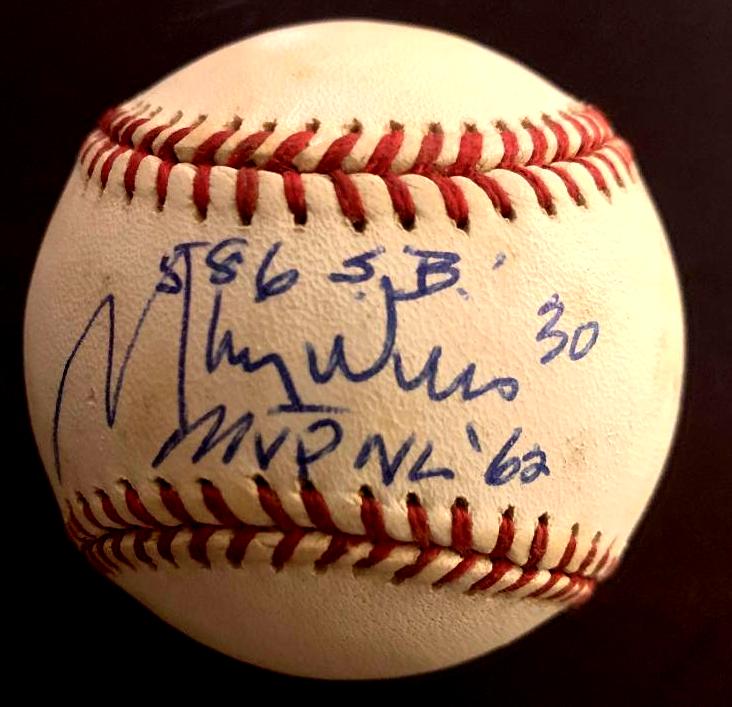 586 S.B.
Maury Wills 30
MVP NL '62